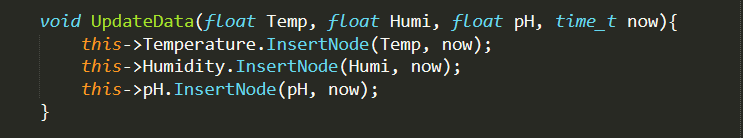 void UpdateData(float Temp, float Humi, float pH, time_t now){
    this->Temperature.InsertNode(Temp, now);
    this->Humidity.InsertNode(Humi, now);
    this->pH.InsertNode(pH, now);
}